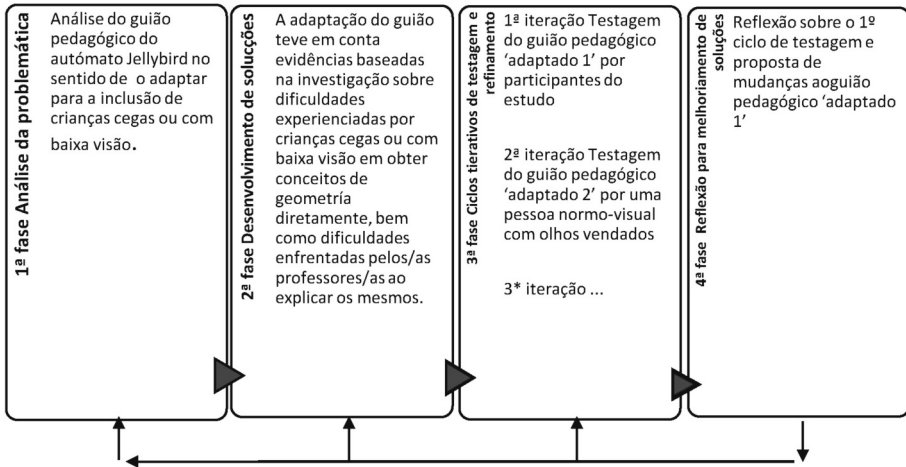 1ª fase Análise da problemática
Análise do guião
pedagógico do
autómato Jellybird no
sentido de o adaptar
para a inclusão de
crianças cegas ou com
baixa visão.
2ª fase Desenvolvimento de solucções
A adaptação do guião
teve em conta
evidências baseadas
na investigação sobre
dificuldades
experienciadas por
crianças cegas ou com
baixa visão em obter
conceitos de
geometria
diretamente, bem
como dificuldades
enfrentadas pelos/as
professores/as ao
explicar os mesmos.
3ª fase Ciclos tierativos de testagem e
refinamento
1ª iteração Testagem
do guião pedagógico
‘adaptado 1’ por
participantes do
estudo
2ª iteração Testagem
do guião pedagógico
‘adaptado 2’ por uma
pessoa normo-visual
com olhos vendados
3* iteração ...
4ª fase Reflexão para melhoriamento de
soluções
Reflexão sobre o 1º
ciclo de testagem e
proposta de
mudanças aoguião
pedagógico ‘adaptado
1’